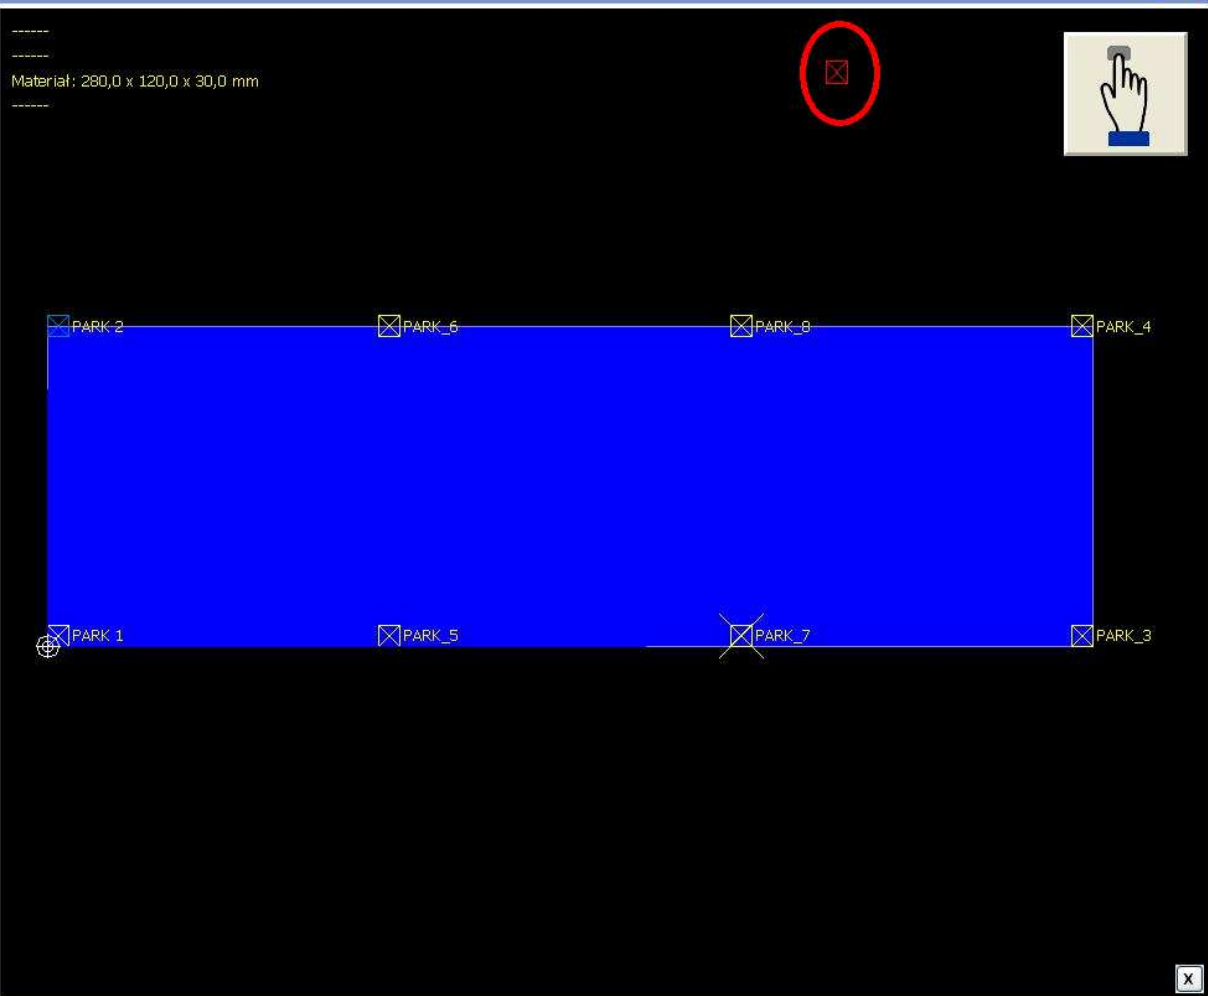 ------
------
Materiał: 280,0 x 120,0 x 30,0 mm
------
PARK 2 PARK_6 PARK_8 PARK_4
PARK 1 PARK_5 PARK_7 PARK_3
X